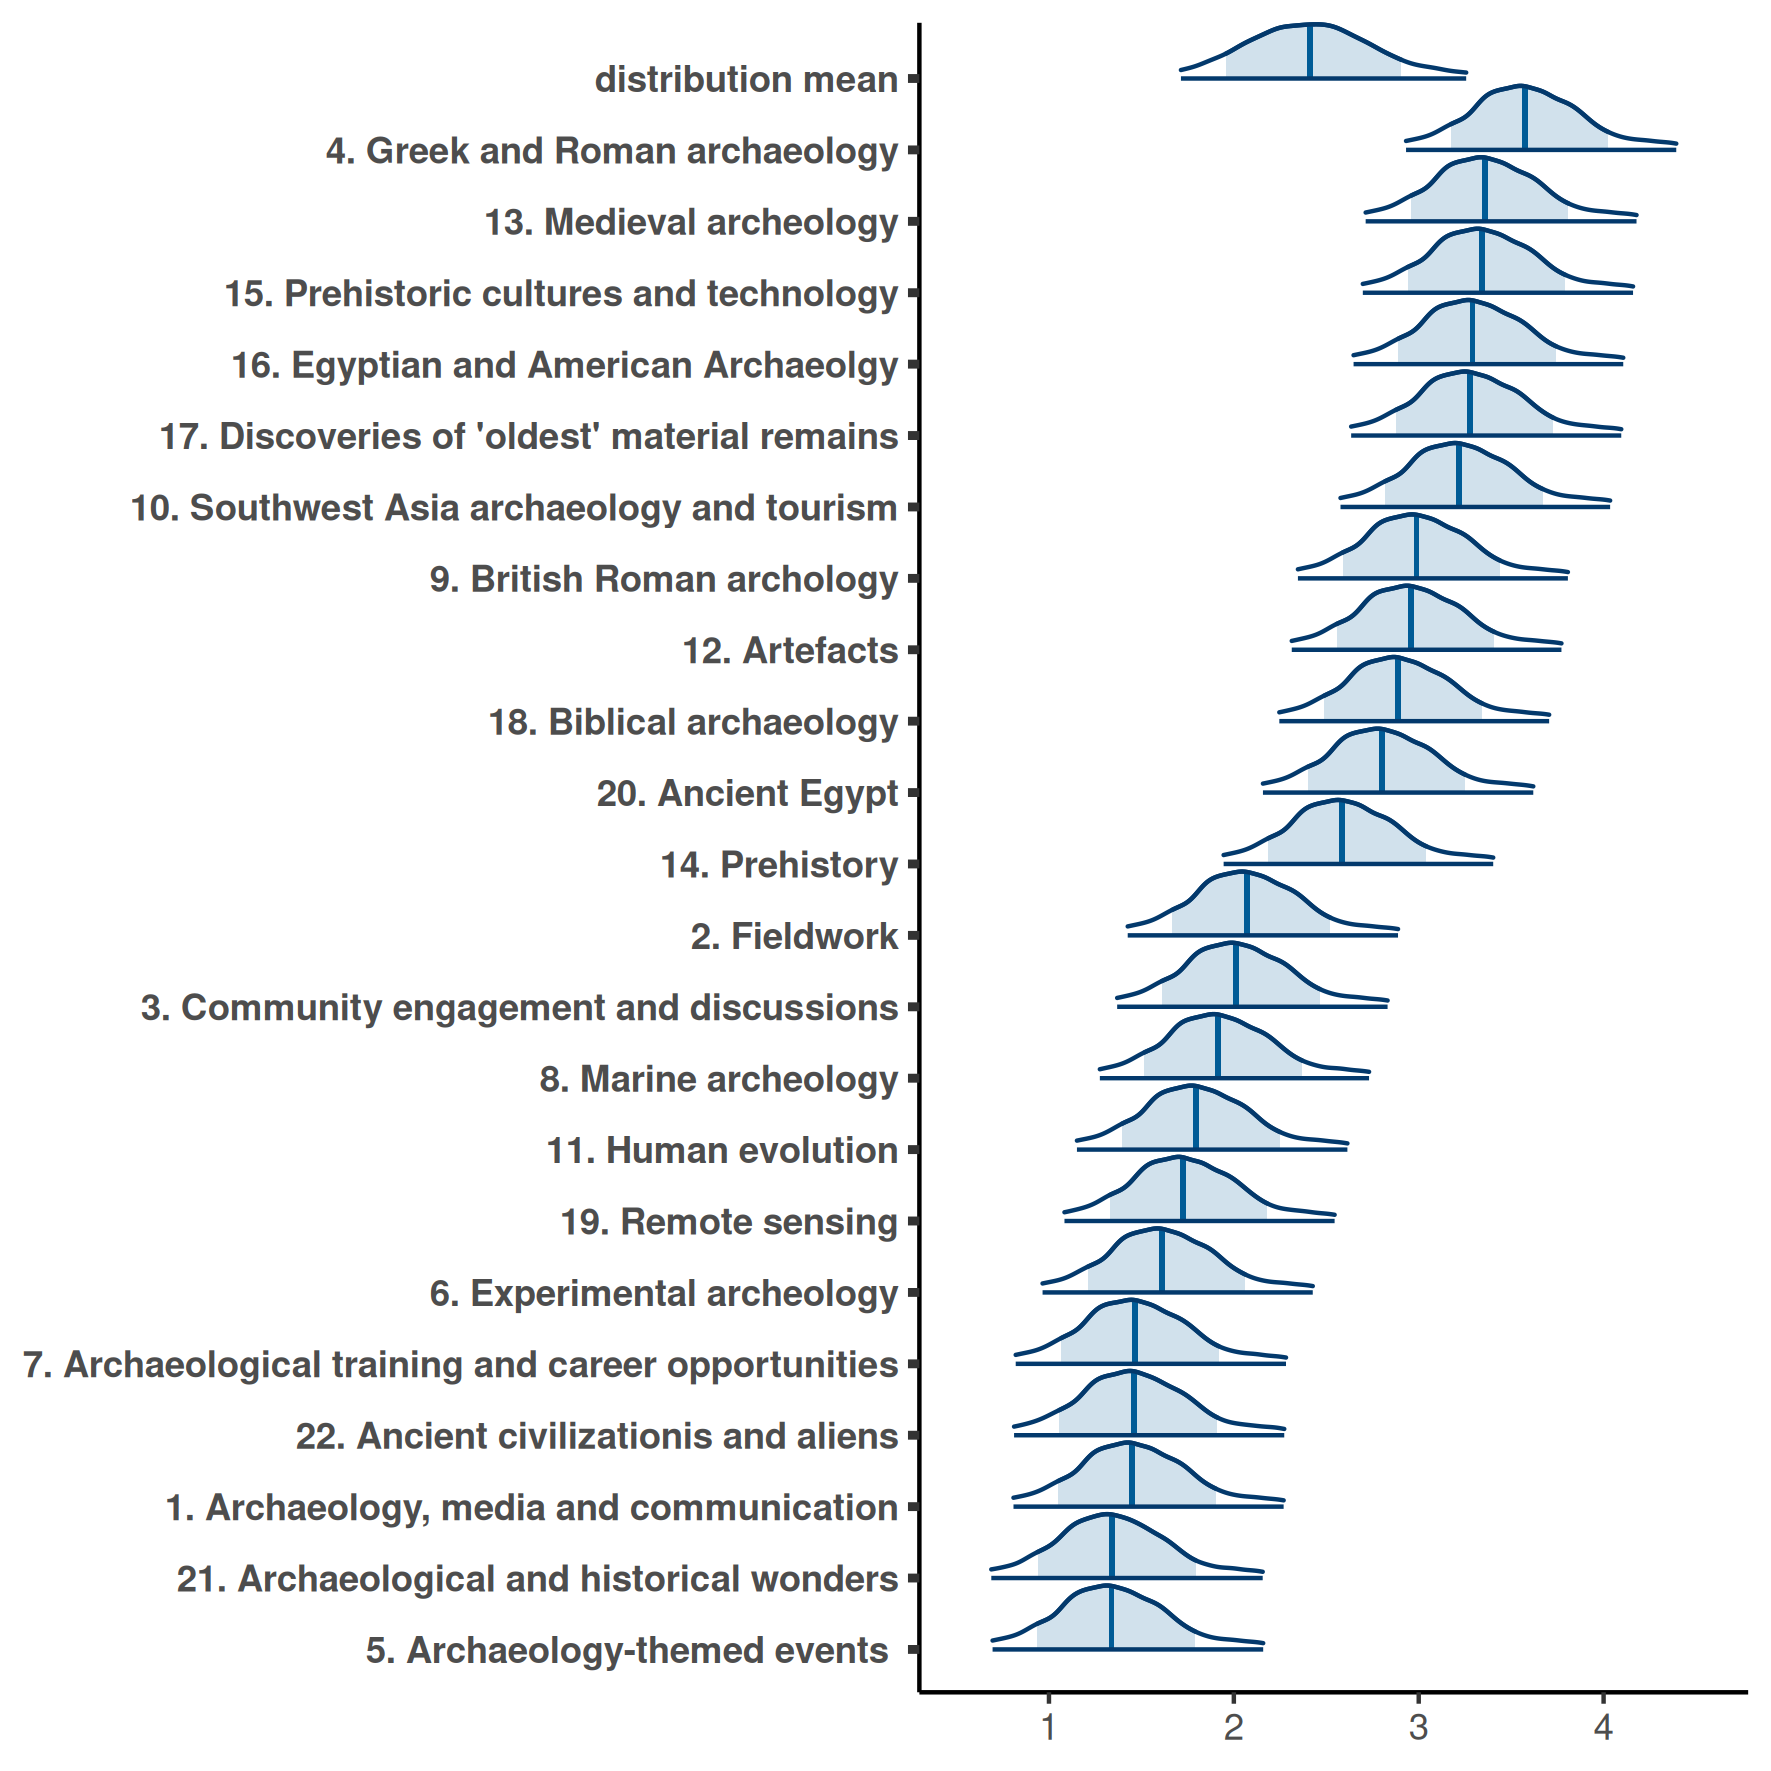 distribution mean
4. Greek and Roman archaeology
13. Medieval archeology
15. Prehistoric cultures and technology
16. Egyptian and American Archaeolgy
17. Discoveries of 'oldest' material remains
10. Southwest Asia archaeology and tourism
9. British Roman archology
12. Artefacts
18. Biblical archaeology
20. Ancient Egypt
14. Prehistory
2. Fieldwork
3. Community engagement and discussions
8. Marine archeology
11. Human evolution
19. Remote sensing
6. Experimental archeology
7. Archaeological training and career opportunities
22. Ancient civilizationis and aliens
1. Archaeology, media and communication
21. Archaeological and historical wonders
5. Archaeology-themed events
1 2 3 4